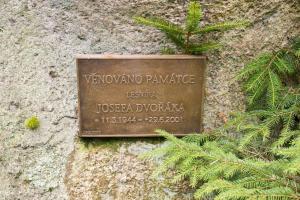 VĚNOVÁNO PAMÁTCE
LESNÍKA
JOSEFA DVOŘÁKA
* 11.3.1944 – +29.6.2001